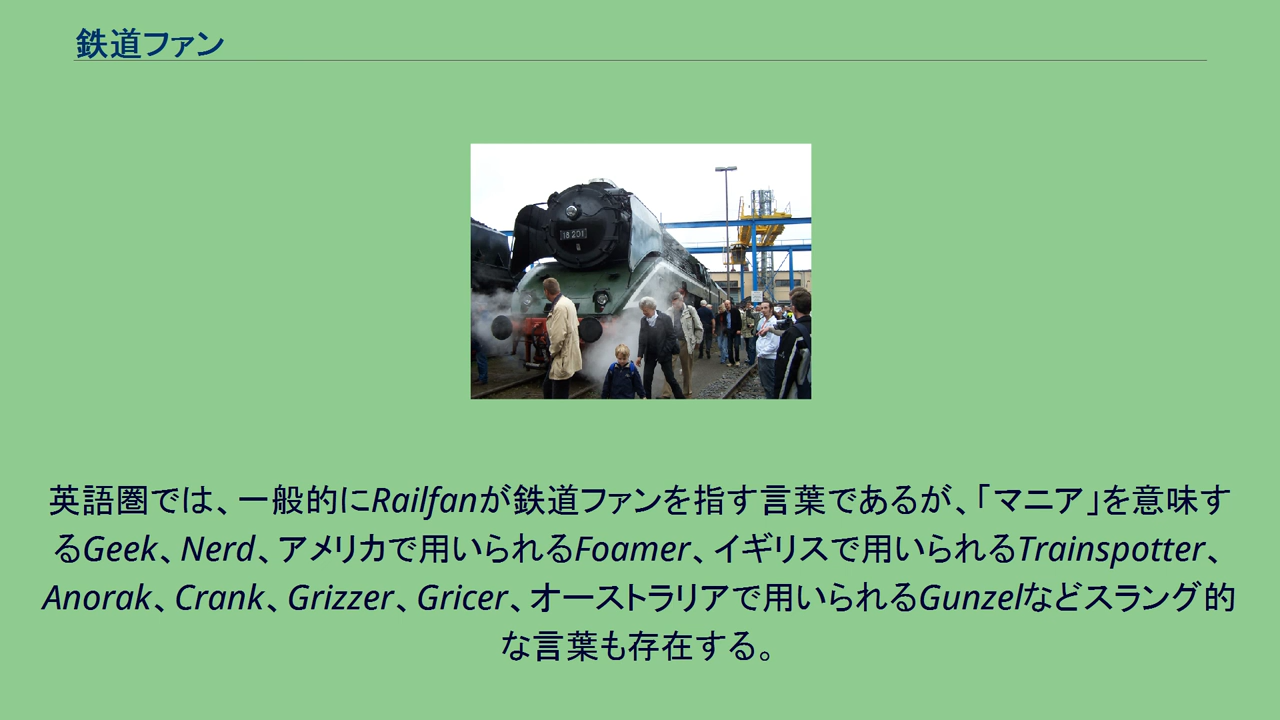 鉄道ファン
18 201
英語圏では、一般的にRailfanが鉄道ファンを指す言葉であるが、「マニア」を意味す
るGeek、Nerd、アメリカで用いられるFoamer、イギリスで用いられるTrainspotter、
Anorak、Crank、Grizzer、Gricer、オーストラリアで用いられるGunzelなどスラング的
な言葉も存在する。